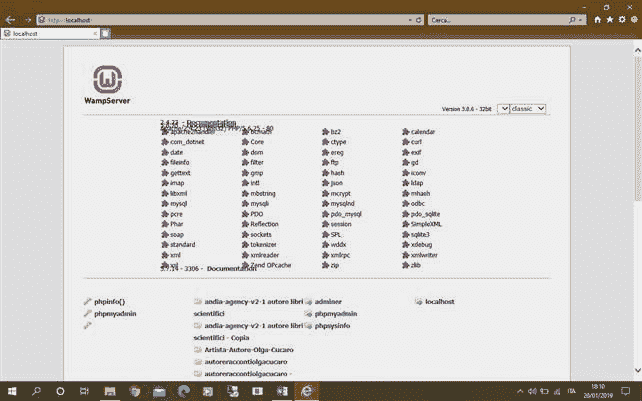 http://localhost/
Cerca...
localhost
WampServer
Version 3.0.6 - 32bit classic
2.4.23 - Documentation
apache2handler bcmath bz2 calendar
com_dotnet Core ctype curl
date dom ereg exif
fileinfo filter ftp gd
gettext gmp hash iconv
imap intl json ldap
libxml mbstring mcrypt mhash
mysql mysqli mysqlnd odbc
pcre PDO pdo_mysql pdo_sqlite
Phar Reflection session SimpleXML
soap sockets SPL sqlite3
standard tokenizer wddx xdebug
xml xmlreader xmlrpc xmlwriter
xsl Zend OPcache zip zlib
5.7.14 - 3306 - Documentation
phpinfo() andia-agency-v2-1 autore libri adminer localhost
phpmyadmin scientifici phpmyadmin
andia-agency-v2-1 autore libri phpsysinfo
scientifici - Copia
Artista-Autore-Olga-Cucaro
autoreraccontiolgacucaro
autoreraccontiolgacucaro -
ITA
18:10